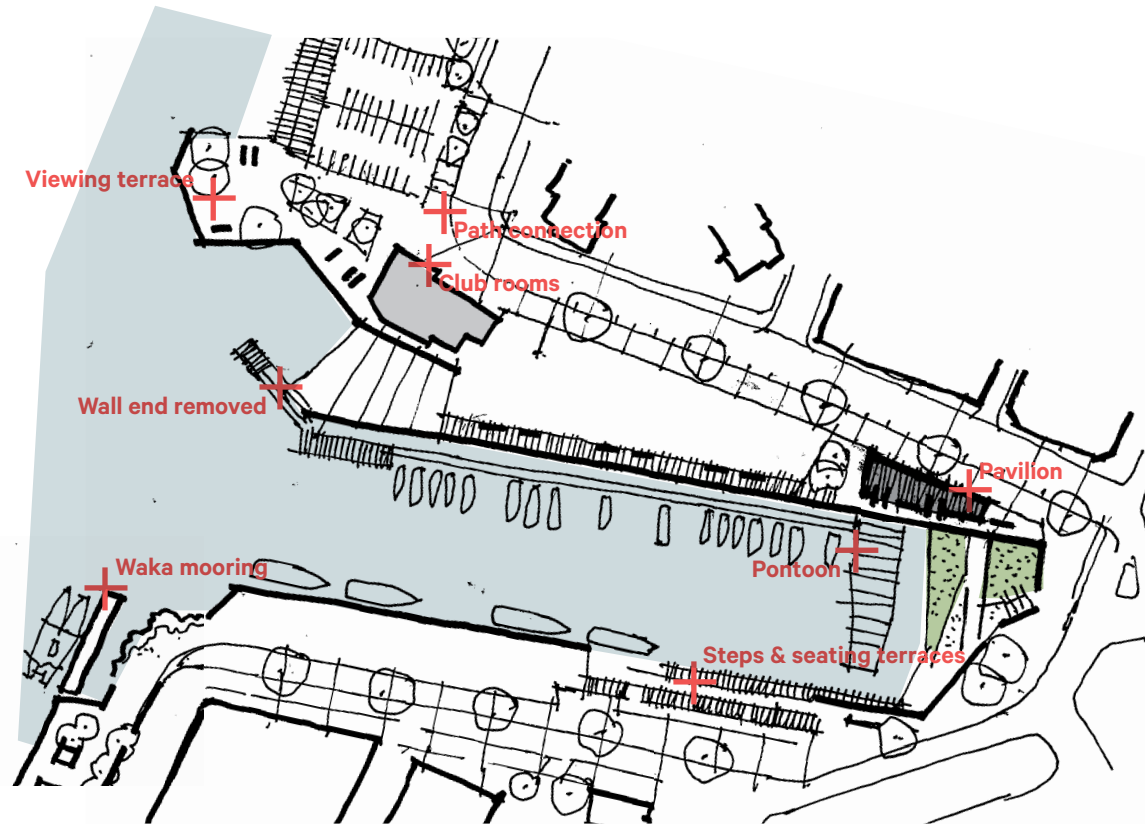 Viewing terrace
Path connection
Club rooms
Wall end removed
Pavilion
Waka mooring
Pontoon
Steps & seating terraces